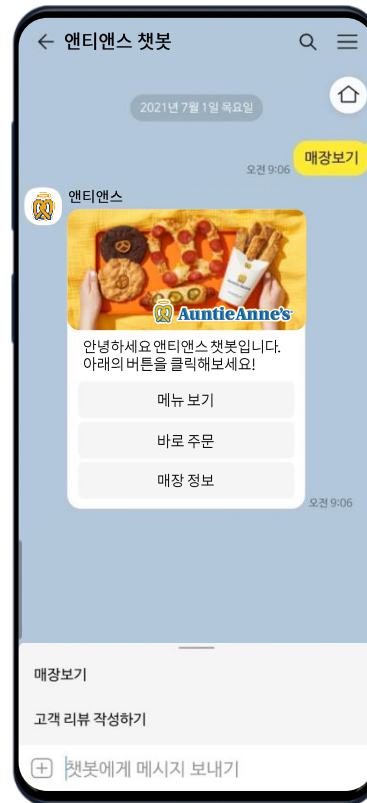 앤티앤스 챗봇
2021년 7월 1일 목요일
매장보기
오전 9:06
앤티앤스
AuntieAnne's
안녕하세요 앤티앤스 챗봇입니다.
아래의 버튼을 클릭해보세요!
메뉴 보기
바로 주문
매장 정보
오전 9:06
매장보기
고객 리뷰 작성하기
챗봇에게 메시지 보내기